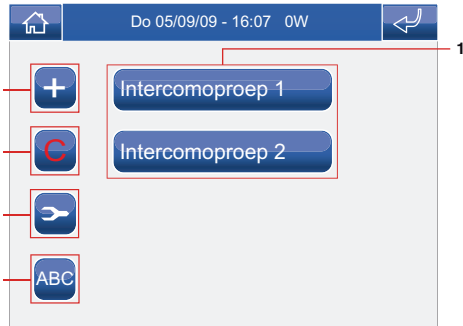 Do 05/09/09 - 16:07 0W
1
+
Intercomoproep 1
C
Intercomoproep 2
ABC